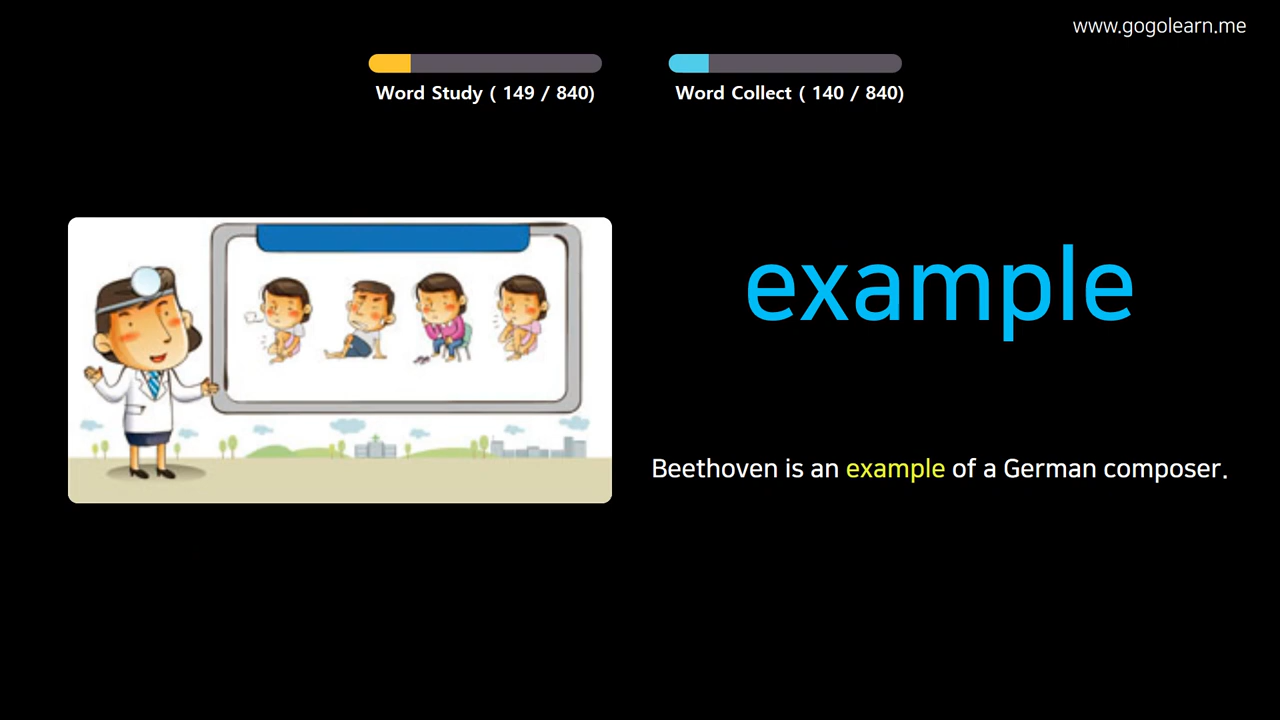 www.gogolearn.me
Word Study ( 149 / 840)
Word Collect ( 140 / 840)
example
Beethoven is an example of a German composer.